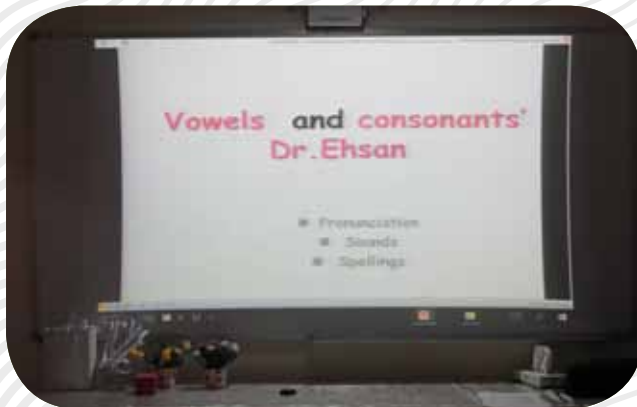 Vowels and consonants'
Dr.Ehsan
Pronunciation
Sounds
Spellings